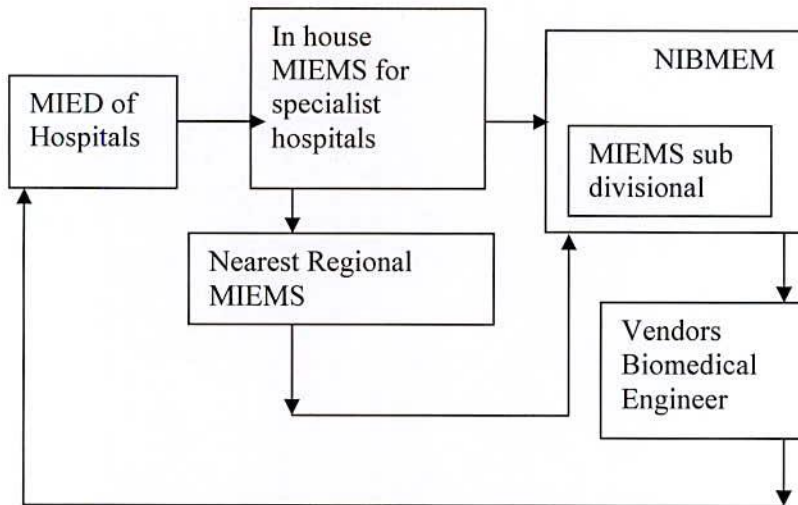 MIED of
Hospitals
In house
MIEMS for
specialist
hospitals
NIBMEM
MIEMS sub
divisional
Nearest Regional
MIEMS
Vendors
Biomedical
Engineer